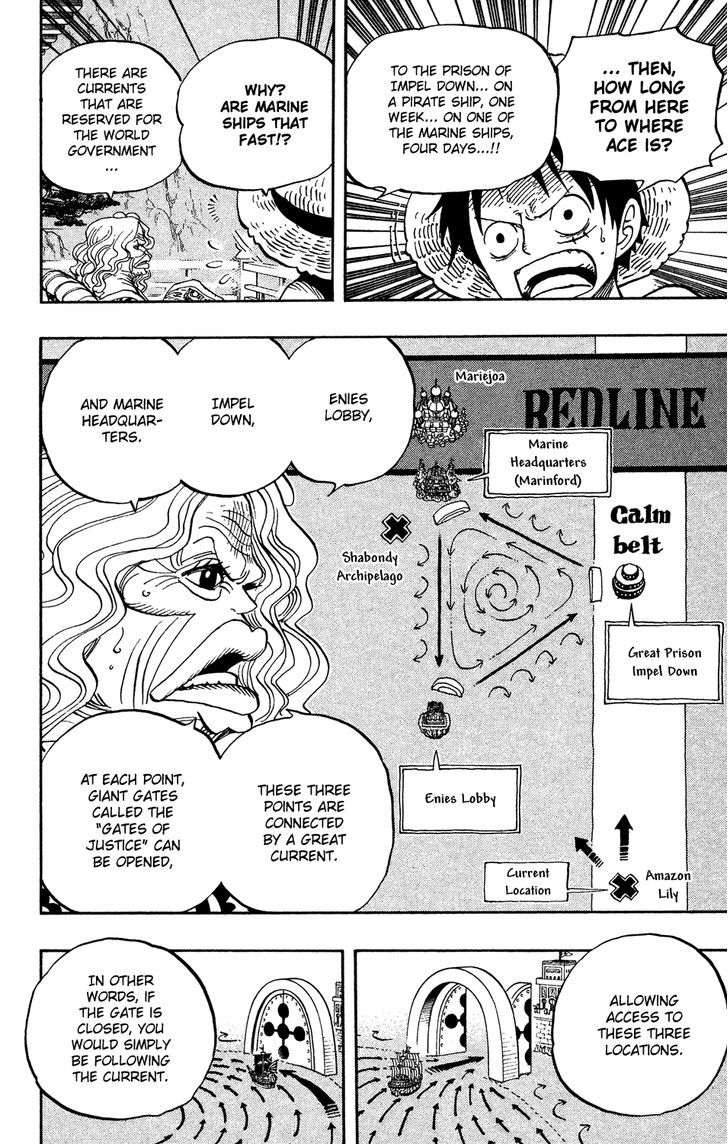 ... THEN,
HOW LONG
FROM HERE
TO WHERE
ACE IS?
TO THE PRISON OF
IMPEL DOWN... ON
A PIRATE SHIP, ONE
WEEK... ON ONE OF
THE MARINE SHIPS,
FOUR DAYS...!!
WHY?
ARE MARINE
SHIPS THAT
FAST!?
THERE ARE
CURRENTS
THAT ARE
RESERVED FOR
THE WORLD
GOVERNMENT
...
Mariejoa
REDLINE
Marine
Headquarters
(Marinford)
Calm
belt
Shabondy
Archipelago
Great Prison
Impel Down
Enies Lobby
Current
Location
Amazon
Lily
ENIES
LOBBY,
IMPEL
DOWN,
AND MARINE
HEADQUAR-
TERS.
THESE THREE
POINTS ARE
CONNECTED
BY A GREAT
CURRENT.
AT EACH POINT,
GIANT GATES
CALLED THE
"GATES OF
JUSTICE" CAN
BE OPENED,
ALLOWING
ACCESS TO
THESE THREE
LOCATIONS.
IN OTHER
WORDS, IF
THE GATE IS
CLOSED, YOU
WOULD SIMPLY
BE FOLLOWING
THE CURRENT.